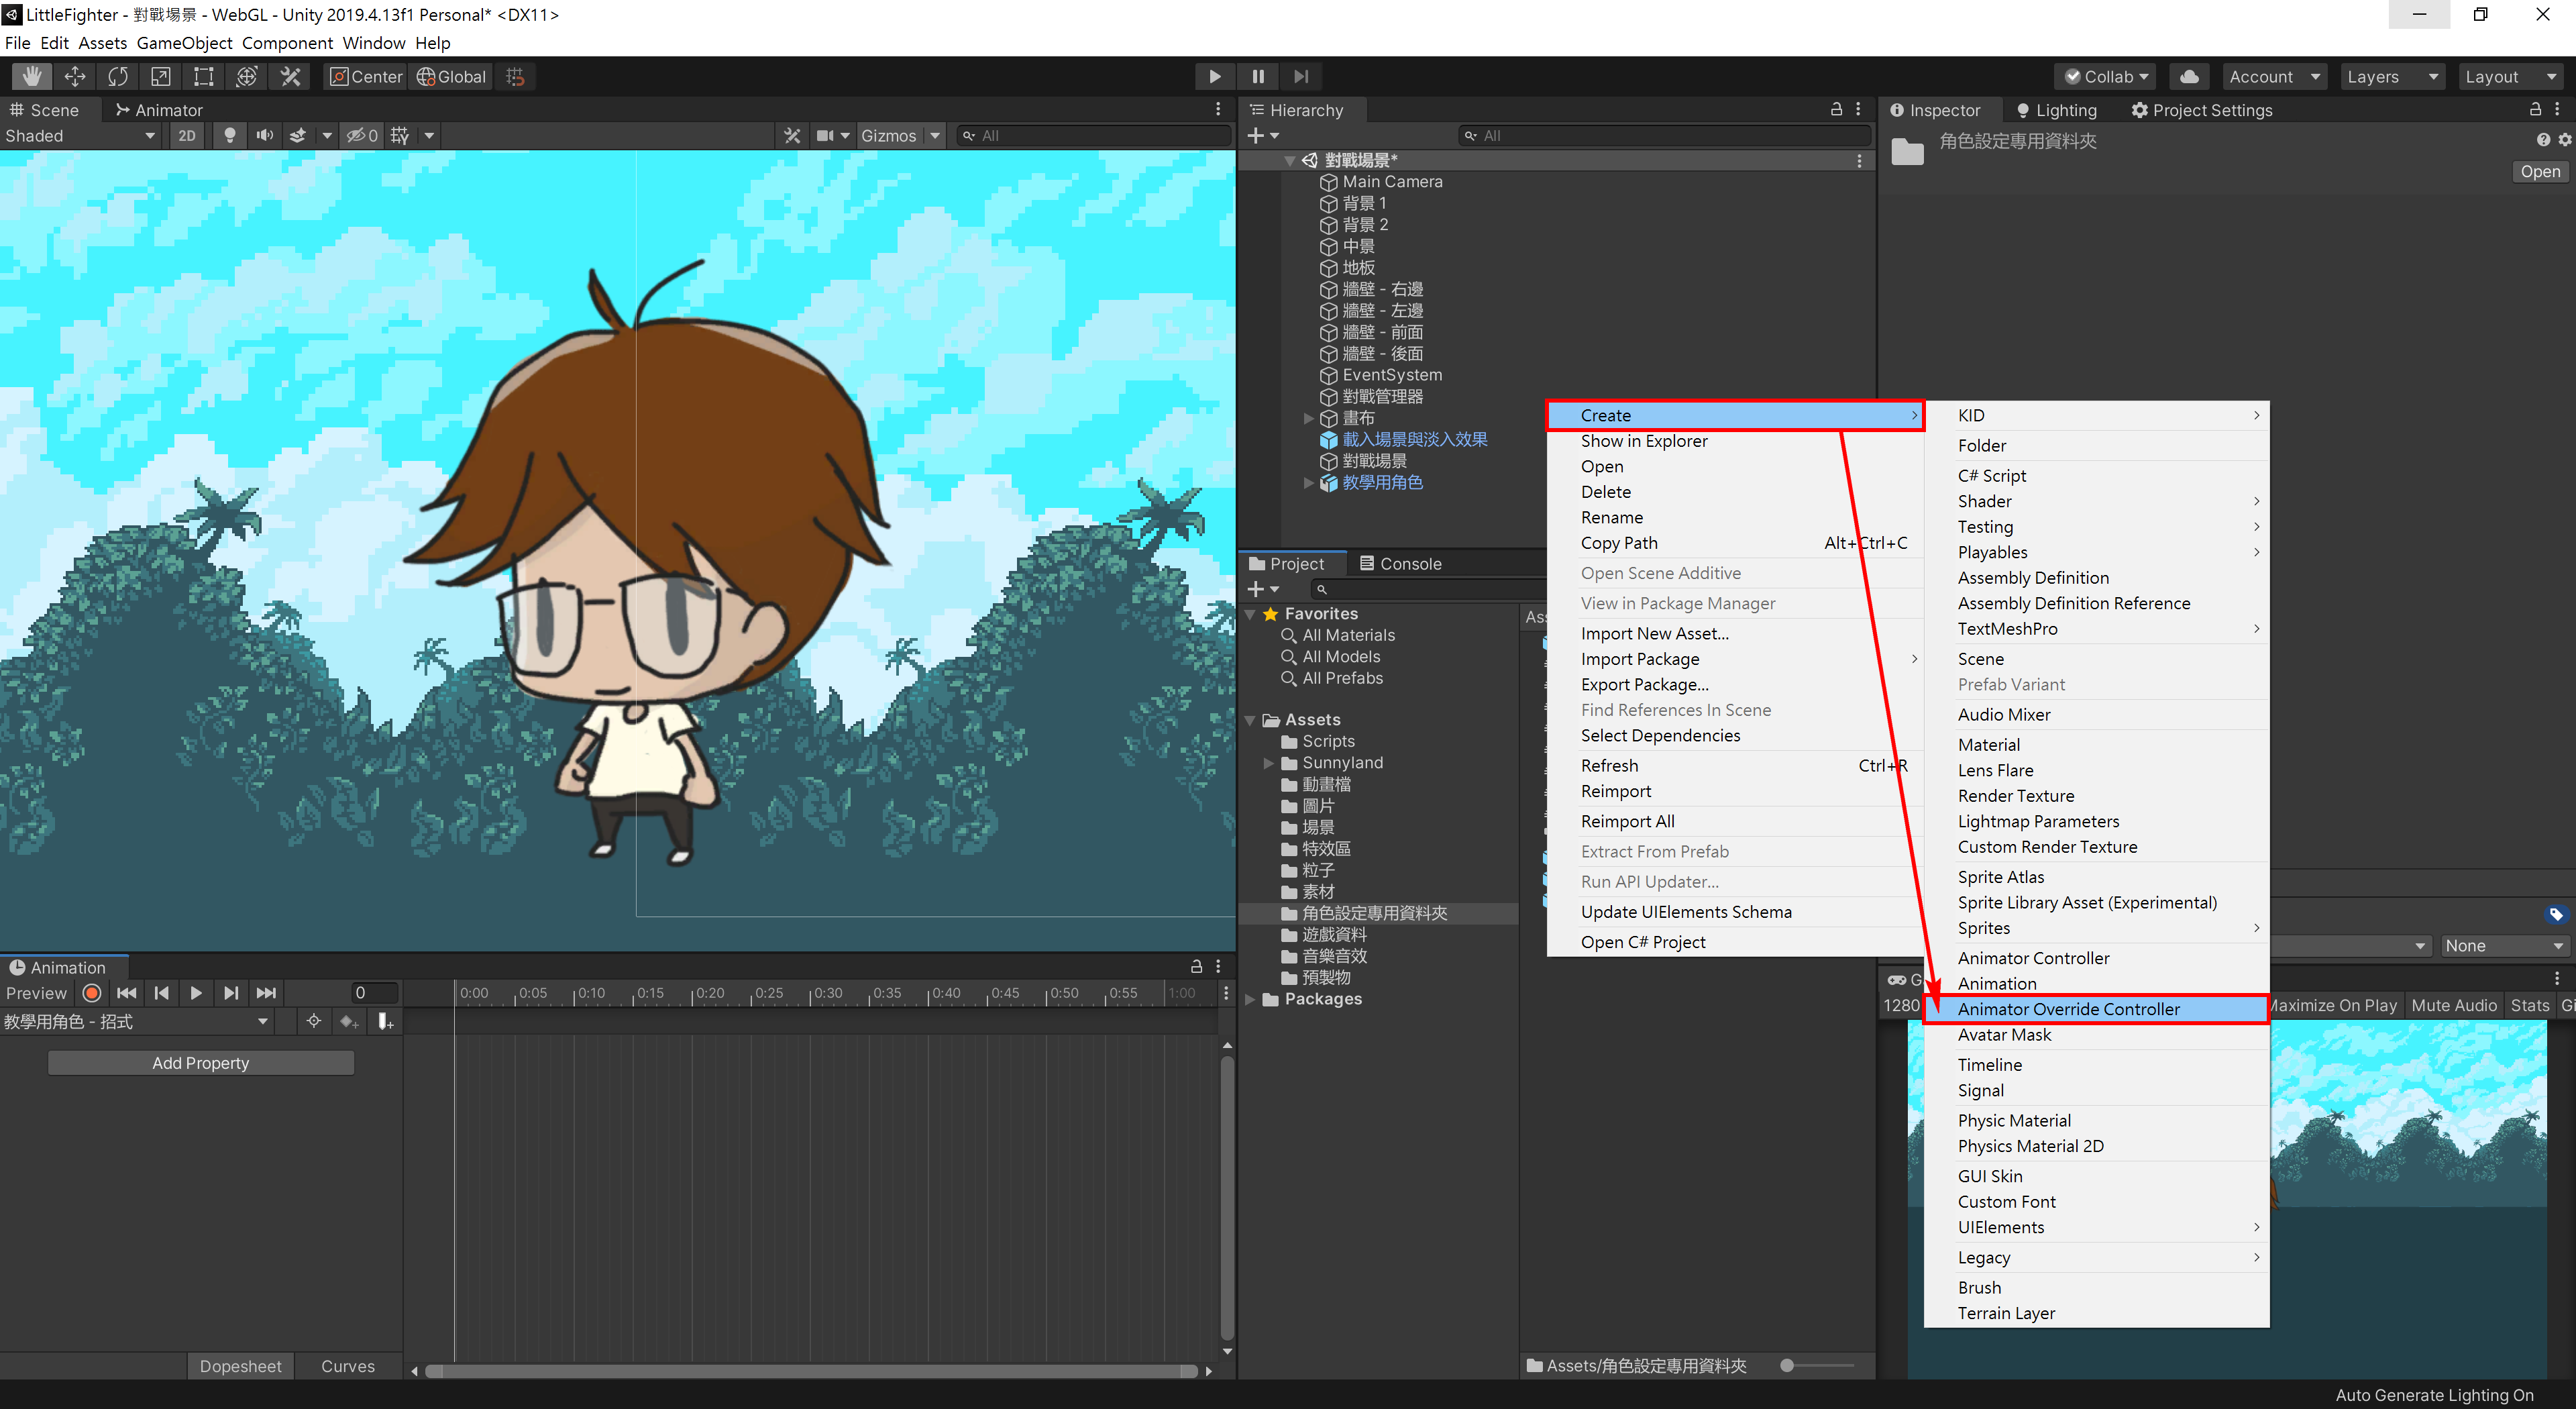 LittleFighter - 對戰場景 - WebGL - Unity 2019.4.13f1 Personal* <DX11>
File Edit Assets GameObject Component Window Help
Center Global
Collab Account Layers Layout
Scene Animator
Shaded 2D 0 Gizmos All
Hierarchy
All
對戰場景*
Main Camera
背景 1
背景 2
中景
地板
牆壁 - 右邊
牆壁 - 左邊
牆壁 - 前面
牆壁 - 後面
EventSystem
對戰管理器
畫布
載入場景與淡入效果
對戰場景
教學用角色
Inspector Lighting Project Settings
角色設定專用資料夾
Open
Project Console
Favorites
All Materials
All Models
All Prefabs
Assets
Scripts
Sunnyland
動畫檔
圖片
場景
特效區
粒子
素材
角色設定專用資料夾
遊戲資料
音樂音效
預製物
Packages
Ass
Assets/角色設定專用資料夾
Create
Show in Explorer
Open
Delete
Rename
Copy Path Alt+Ctrl+C
Open Scene Additive
View in Package Manager
Import New Asset...
Import Package
Export Package...
Find References In Scene
Select Dependencies
Refresh Ctrl+R
Reimport
Reimport All
Extract From Prefab
Run API Updater...
Update UIElements Schema
Open C# Project
KID
Folder
C# Script
Shader
Testing
Playables
Assembly Definition
Assembly Definition Reference
TextMeshPro
Scene
Prefab Variant
Audio Mixer
Material
Lens Flare
Render Texture
Lightmap Parameters
Custom Render Texture
Sprite Atlas
Sprite Library Asset (Experimental)
Sprites
Animator Controller
Animation
Animator Override Controller
Avatar Mask
Timeline
Signal
Physic Material
Physics Material 2D
GUI Skin
Custom Font
UIElements
Legacy
Brush
Terrain Layer
None
G
1280 Maximize On Play Mute Audio Stats Gi
Animation
Preview 0
0:00 0:05 0:10 0:15 0:20 0:25 0:30 0:35 0:40 0:45 0:50 0:55 1:00
教學用角色 - 招式
Add Property
Dopesheet Curves
Auto Generate Lighting On